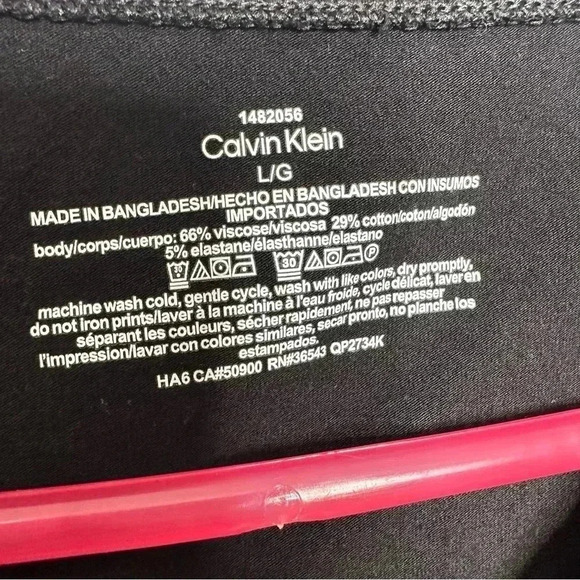 1482056
Calvin Klein
L/G
MADE IN BANGLADESH/HECHO EN BANGLADESH CON INSUMOS
IMPORTADOS
body/corps/cuerpo: 66% viscose/viscosa 29% cotton/coton/algodón
5% elastane/élasthanne/elastano
30 30
machine wash cold, gentle cycle, wash with like colors, dry promptly,
do not iron prints/laver à la machine à l'eau froide, cycle délicat, laver en
séparant les couleurs, sécher rapidement, ne pas repasser
l'impression/lavar con colores similares, secar pronto, no planche los
estampados.
HA6 CA#50900 RN#36543 QP2734K